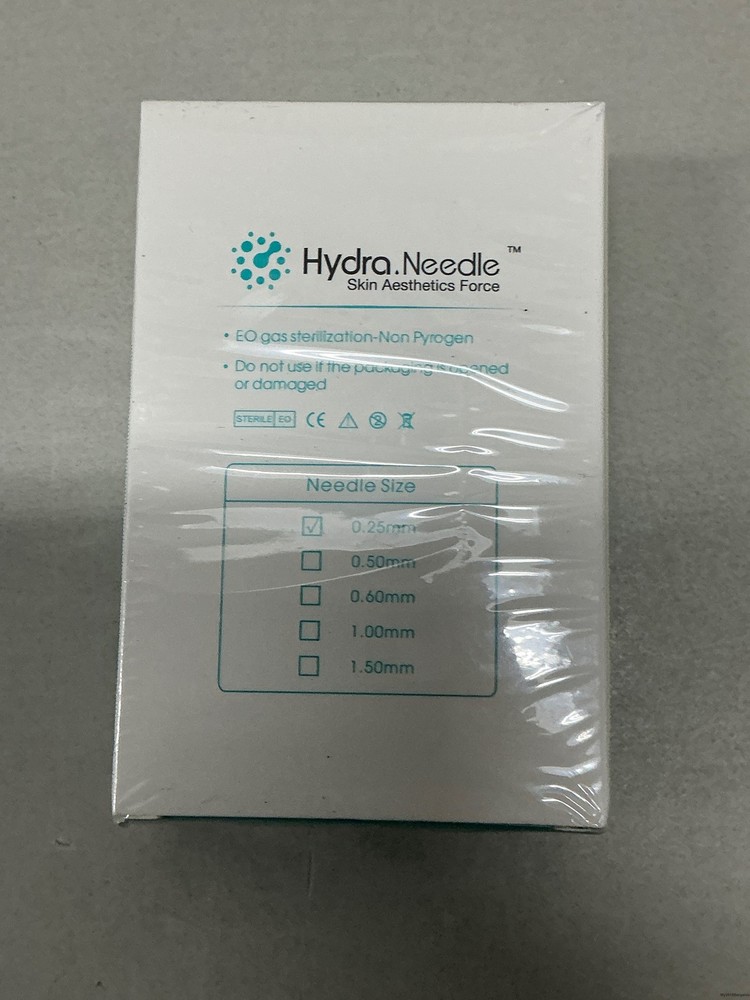 Hydra.Needle™
Skin Aesthetics Force
• EO gas sterilization-Non Pyrogen
• Do not use if the packaging is opened
or damaged
STERILE EO
CE
Needle Size
0.25mm
0.50mm
0.60mm
1.00mm
1.50mm